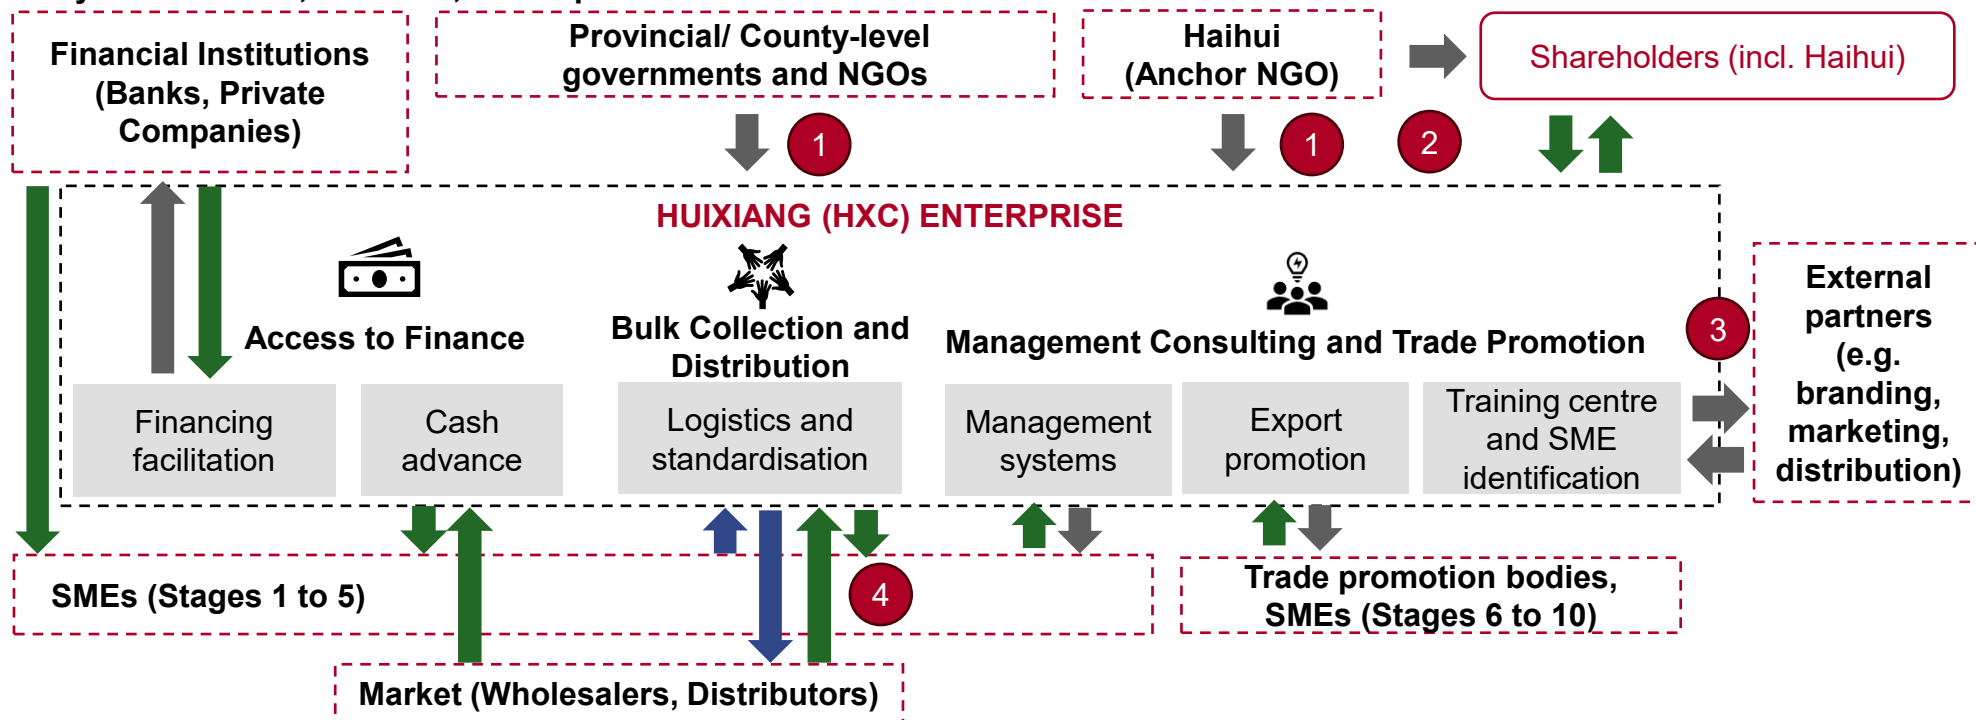 Financial Institutions
(Banks, Private
Companies)
Provincial/ County-level
governments and NGOs
Haihui
(Anchor NGO)
Shareholders (incl. Haihui)
1
1
2
HUIXIANG (HXC) ENTERPRISE
Access to Finance
Bulk Collection and
Distribution
Management Consulting and Trade Promotion
3
External
partners
(e.g.
branding,
marketing,
distribution)
Financing
facilitation
Cash
advance
Logistics and
standardisation
Management
systems
Export
promotion
Training centre
and SME
identification
SMEs (Stages 1 to 5)
4
Trade promotion bodies,
SMEs (Stages 6 to 10)
Market (Wholesalers, Distributors)